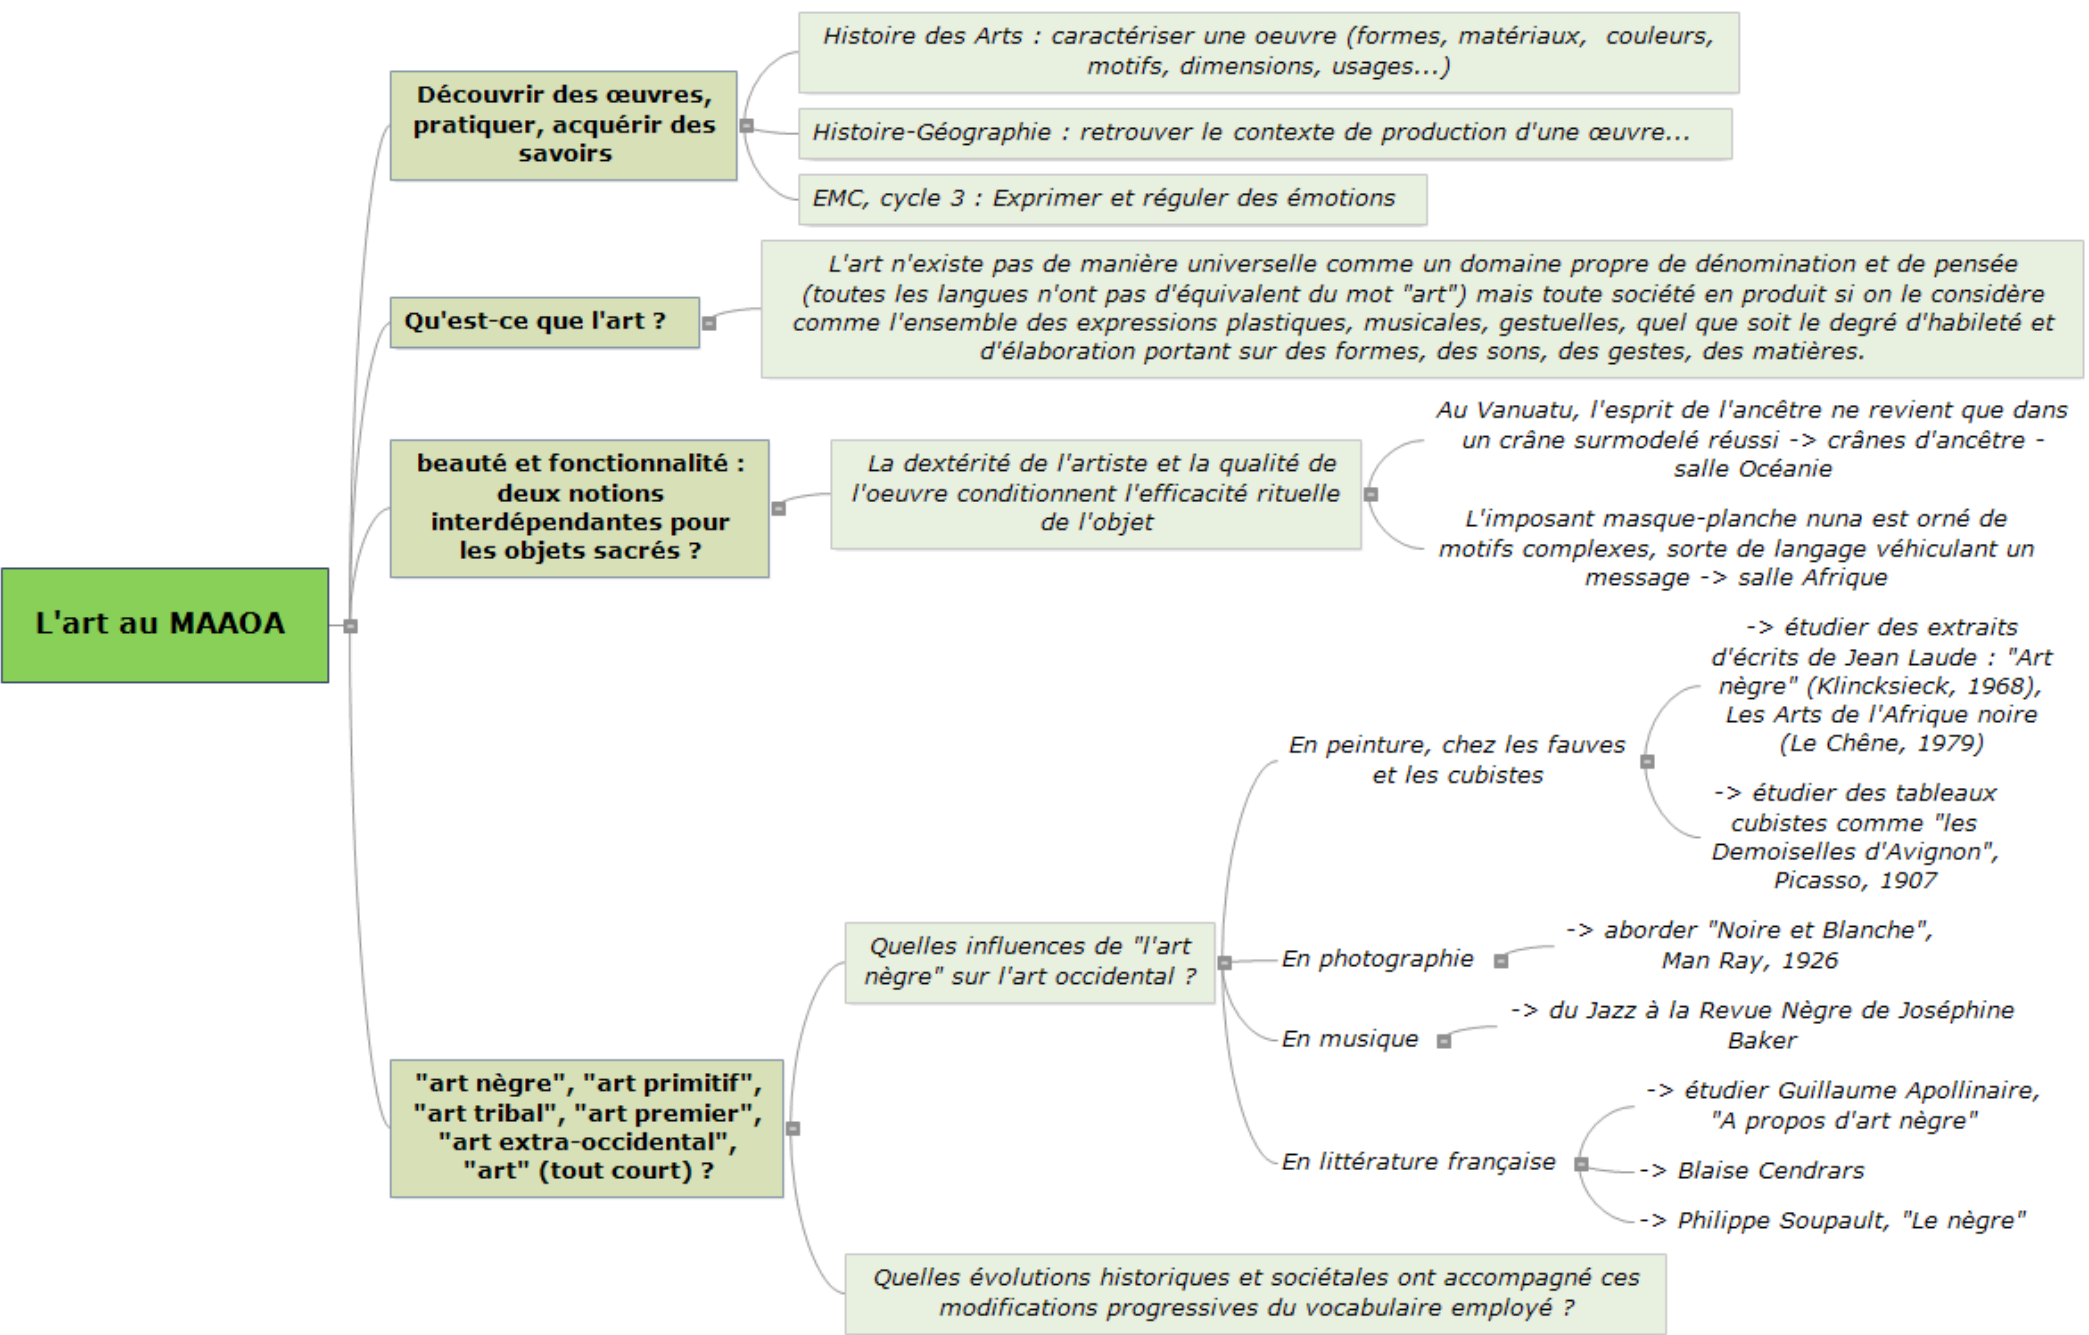 L'art au MAAOA
Découvrir des œuvres,
pratiquer, acquérir des
savoirs
Histoire des Arts : caractériser une oeuvre (formes, matériaux, couleurs,
motifs, dimensions, usages...)
Histoire-Géographie : retrouver le contexte de production d'une œuvre...
EMC, cycle 3 : Exprimer et réguler des émotions
Qu'est-ce que l'art ?
L'art n'existe pas de manière universelle comme un domaine propre de dénomination et de pensée
(toutes les langues n'ont pas d'équivalent du mot "art") mais toute société en produit si on le considère
comme l'ensemble des expressions plastiques, musicales, gestuelles, quel que soit le degré d'habileté et
d'élaboration portant sur des formes, des sons, des gestes, des matières.
beauté et fonctionnalité :
deux notions
interdépendantes pour
les objets sacrés ?
La dextérité de l'artiste et la qualité de
l'oeuvre conditionnent l'efficacité rituelle
de l'objet
Au Vanuatu, l'esprit de l'ancêtre ne revient que dans
un crâne surmodelé réussi -> crânes d'ancêtre -
salle Océanie
L'imposant masque-planche nuna est orné de
motifs complexes, sorte de langage véhiculant un
message -> salle Afrique
"art nègre", "art primitif",
"art tribal", "art premier",
"art extra-occidental",
"art" (tout court) ?
Quelles influences de "l'art
nègre" sur l'art occidental ?
En peinture, chez les fauves
et les cubistes
-> étudier des extraits
d'écrits de Jean Laude : "Art
nègre" (Klincksieck, 1968),
Les Arts de l'Afrique noire
(Le Chêne, 1979)
-> étudier des tableaux
cubistes comme "les
Demoiselles d'Avignon",
Picasso, 1907
En photographie
-> aborder "Noire et Blanche",
Man Ray, 1926
En musique
-> du Jazz à la Revue Nègre de Joséphine
Baker
En littérature française
-> étudier Guillaume Apollinaire,
"A propos d'art nègre"
-> Blaise Cendrars
-> Philippe Soupault, "Le nègre"
Quelles évolutions historiques et sociétales ont accompagné ces
modifications progressives du vocabulaire employé ?